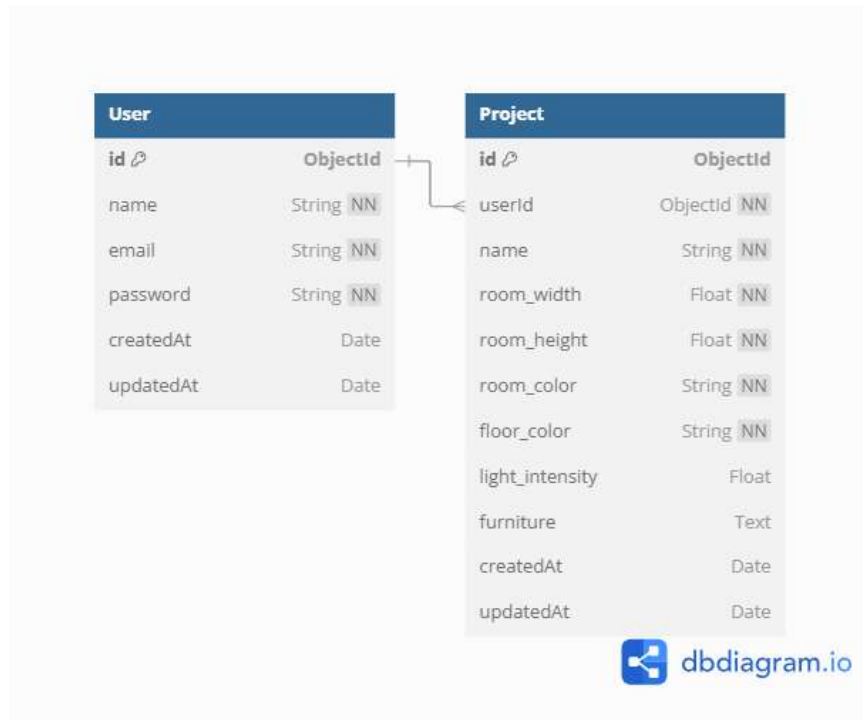 User
id ObjectId
name String NN
email String NN
password String NN
createdAt Date
updatedAt Date
Project
id ObjectId
userId ObjectId NN
name String NN
room_width Float NN
room_height Float NN
room_color String NN
floor_color String NN
light_intensity Float
furniture Text
createdAt Date
updatedAt Date
dbdiagram.io